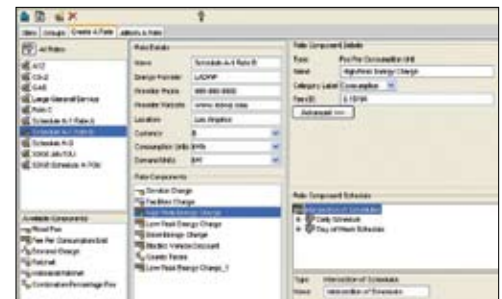 Sites Groups Create A Rate Attach A Rate
All Rates
A12
GAS
Large General Service
Rate C
Schedule A-1 Rate A
Schedule A-1 Rate B
Available Components
Fixed Fee
Fee Per Consumption Unit
Demand Charge
Ratchet
Combination Percentage Fee
Rate Details
Name Schedule A-1 Rate B
Energy Provider LADWP
Provider Phone
Provider Website
Location Los Angeles
Currency $
Consumption Units kWh
Demand Units kW
Rate Components
Service Charge
Facilities Charge
High Peak Energy Charge
Low Peak Energy Charge
Base Energy Charge
Electric Vehicle Discount
County Taxes
Low Peak Energy Charge_1
Rate Component Details
Type Fee Per Consumption Unit
Name High Peak Energy Charge
Category Label Consumption
Fee ($)
Advanced >>
Rate Component Schedule
Intersection of Schedules
Daily Schedule
Day of Week Schedule
Type Intersection of Schedules
Name Intersection of Schedules